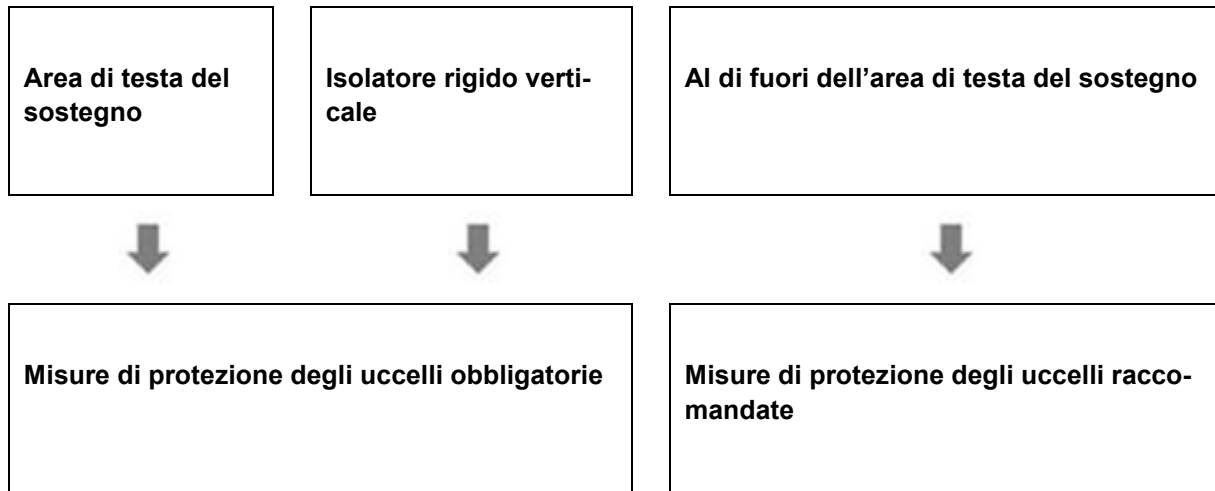 Area di testa del
sostegno
Isolatore rigido verti-
cale
Al di fuori dell’area di testa del sostegno
Misure di protezione degli uccelli obbligatorie
Misure di protezione degli uccelli racco-
mandate